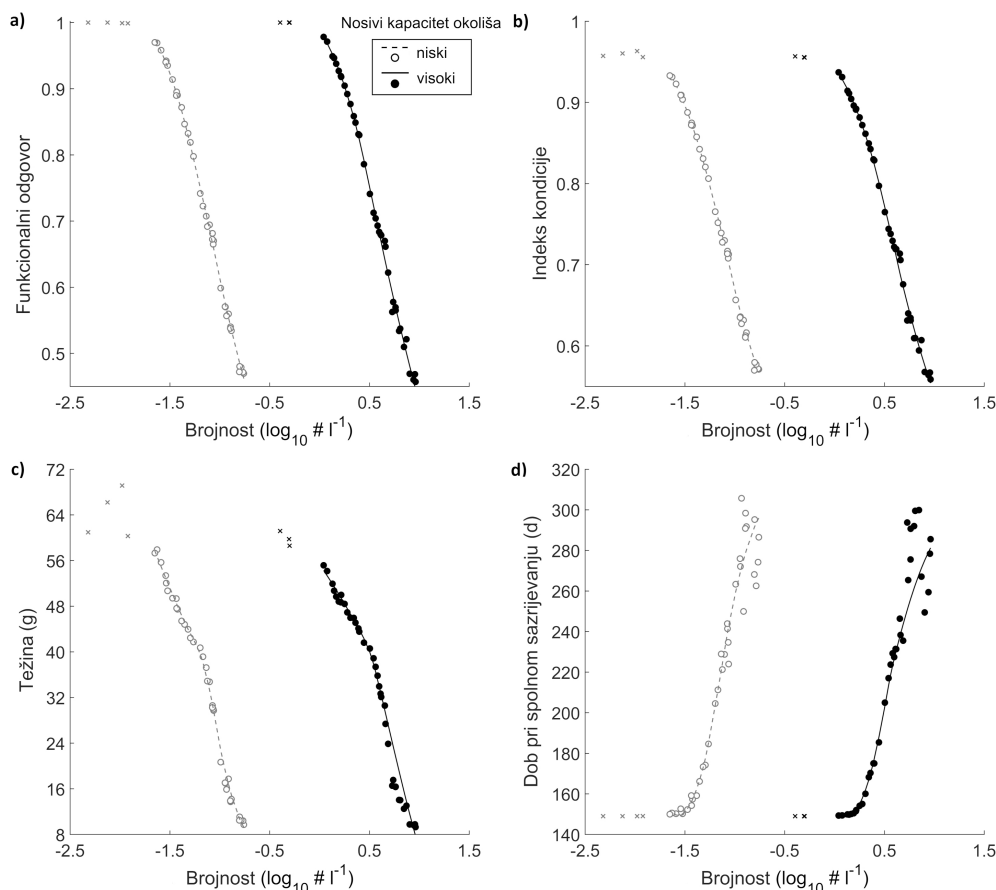 a)
Nosivi kapacitet okoliša
niski
visoki
1
0.9
0.8
0.7
0.6
0.5
Funkcionalni odgovor
-2.5 -1.5 -0.5 0.5 1.5
Brojnost (log10 # l-1)
b)
1
0.9
0.8
0.7
0.6
Indeks kondicije
-2.5 -1.5 -0.5 0.5 1.5
Brojnost (log10 # l-1)
c)
72
64
56
48
40
32
24
16
8
Težina (g)
-2.5 -1.5 -0.5 0.5 1.5
Brojnost (log10 # l-1)
d)
320
300
280
260
240
220
200
180
160
140
Dob pri spolnom sazrijevanju (d)
-2.5 -1.5 -0.5 0.5 1.5
Brojnost (log10 # l-1)